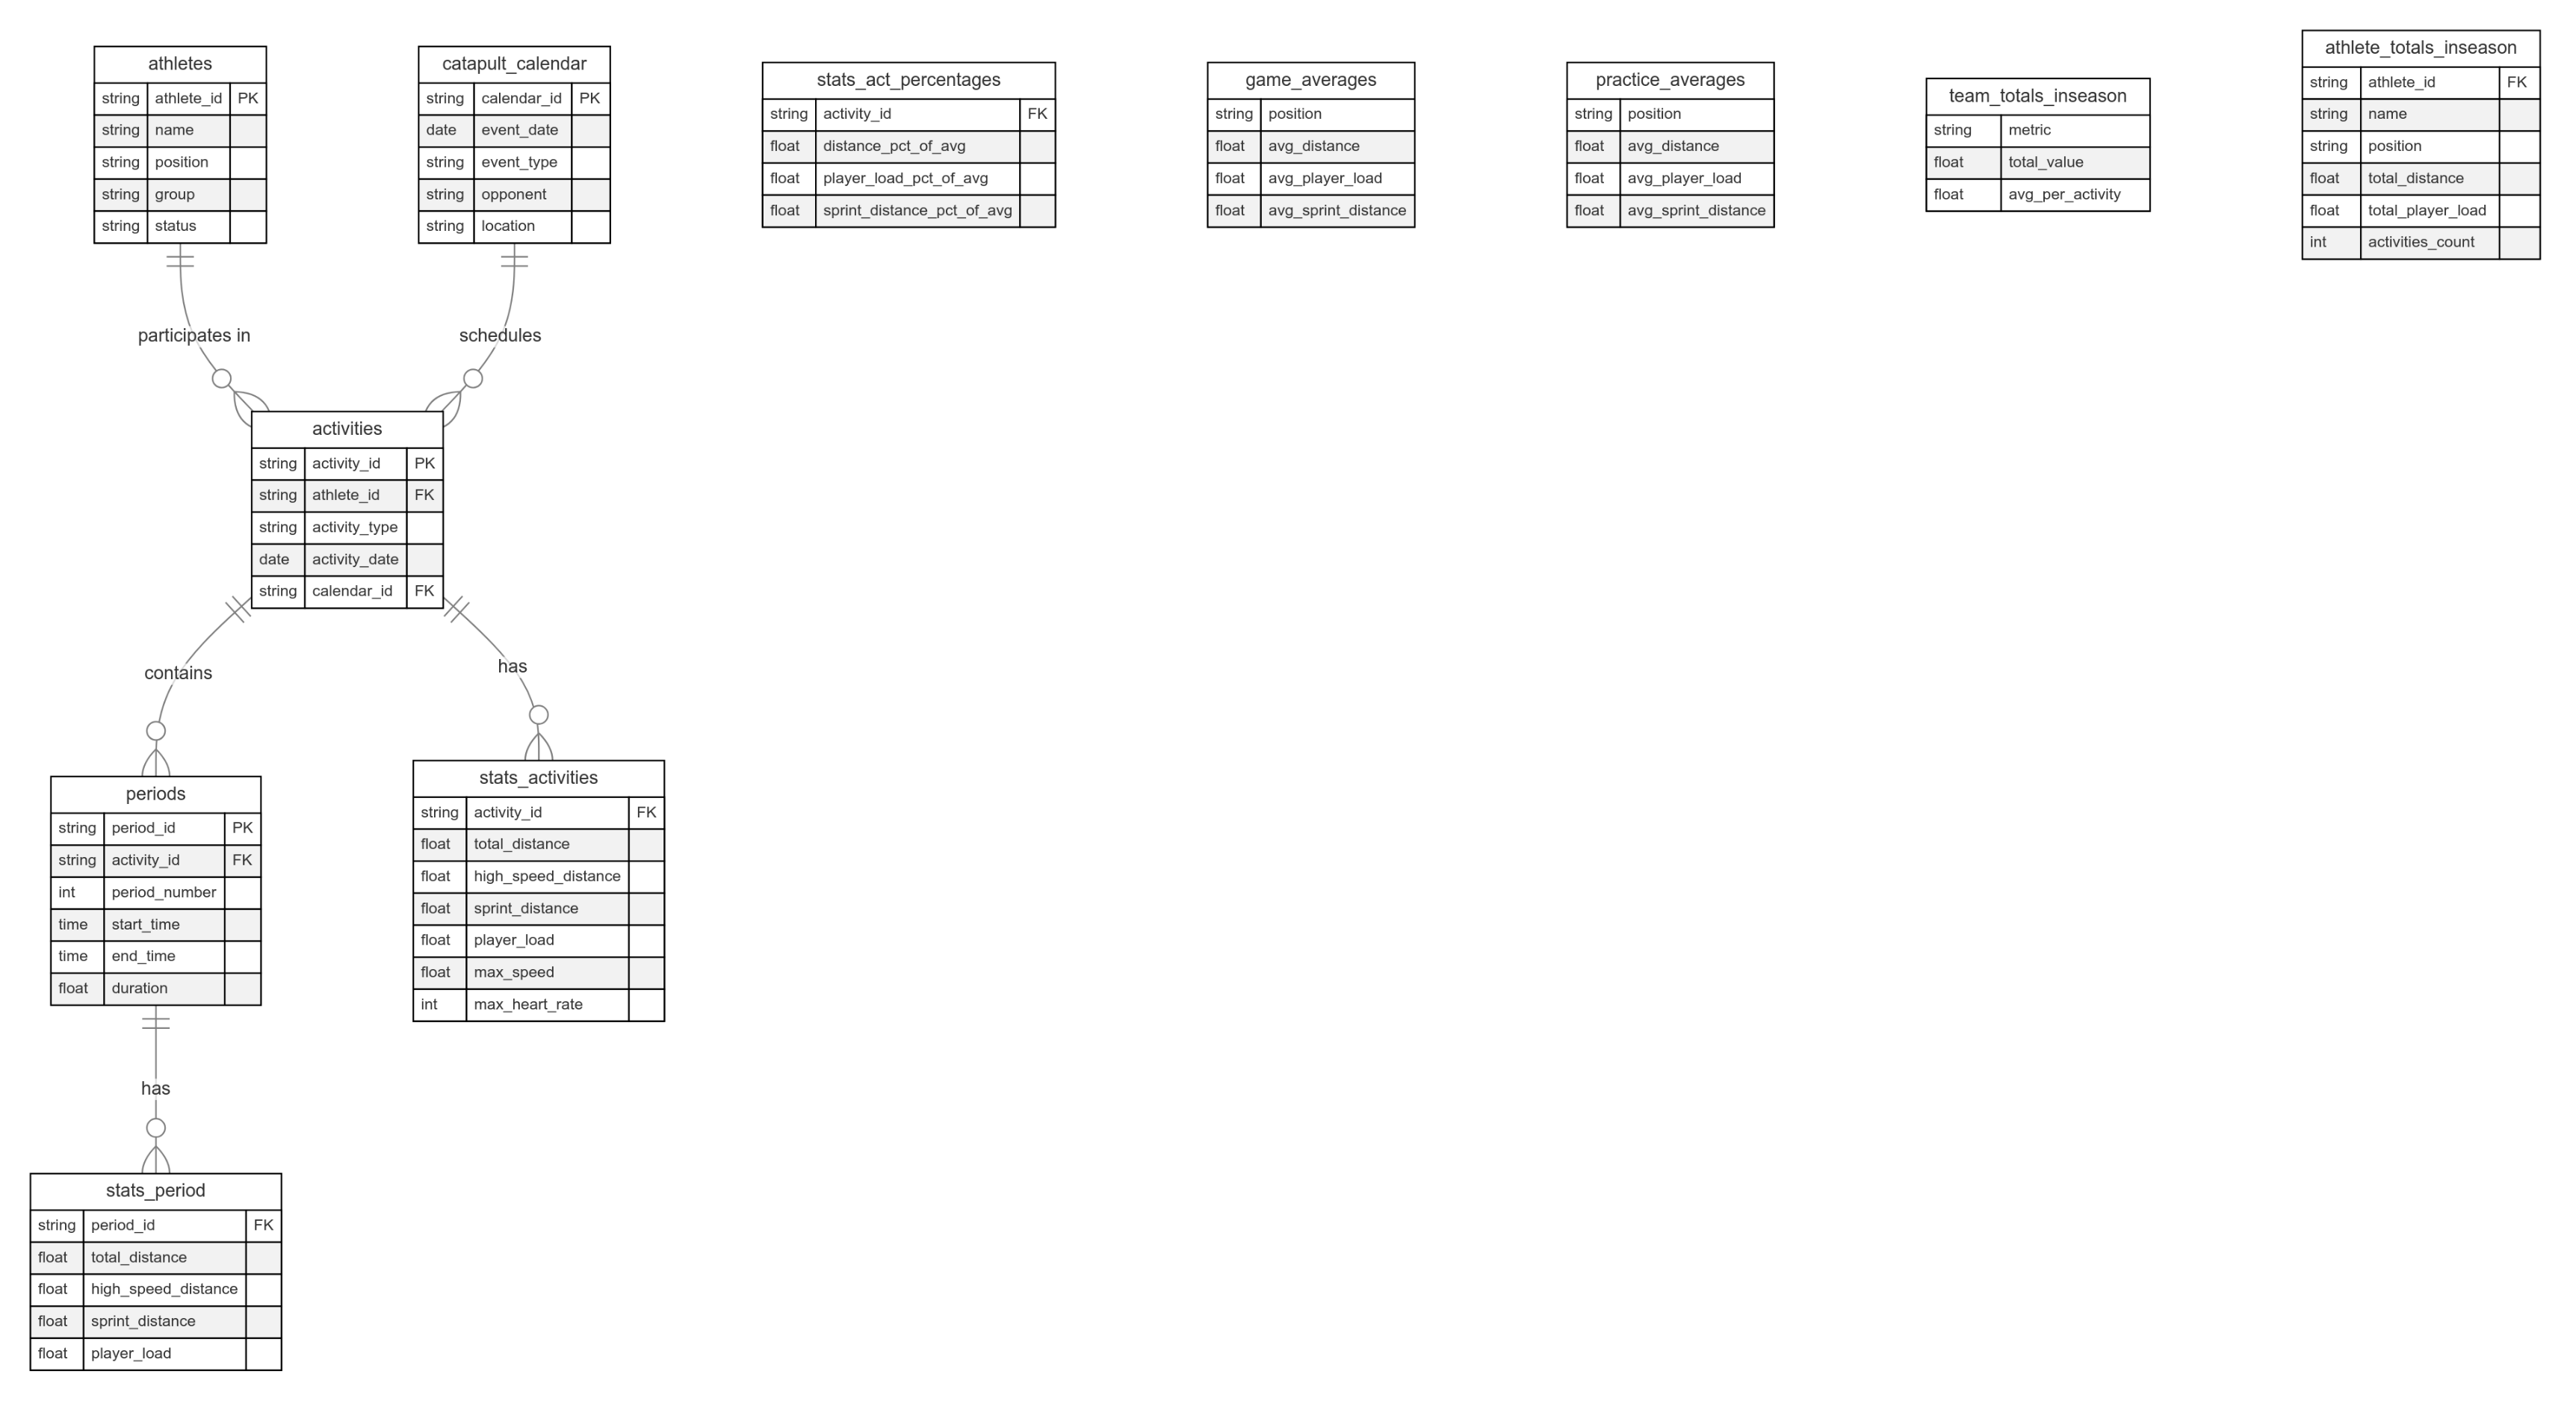 athletes
string athlete_id PK
string name
string position
string group
string status
catapult_calendar
string calendar_id PK
date event_date
string event_type
string opponent
string location
stats_act_percentages
string activity_id FK
float distance_pct_of_avg
float player_load_pct_of_avg
float sprint_distance_pct_of_avg
game_averages
string position
float avg_distance
float avg_player_load
float avg_sprint_distance
practice_averages
string position
float avg_distance
float avg_player_load
float avg_sprint_distance
team_totals_inseason
string metric
float total_value
float avg_per_activity
athlete_totals_inseason
string athlete_id FK
string name
string position
float total_distance
float total_player_load
int activities_count
participates in
schedules
activities
string activity_id PK
string athlete_id FK
string activity_type
date activity_date
string calendar_id FK
contains
has
periods
string period_id PK
string activity_id FK
int period_number
time start_time
time end_time
float duration
stats_activities
string activity_id FK
float total_distance
float high_speed_distance
float sprint_distance
float player_load
float max_speed
int max_heart_rate
has
stats_period
string period_id FK
float total_distance
float high_speed_distance
float sprint_distance
float player_load